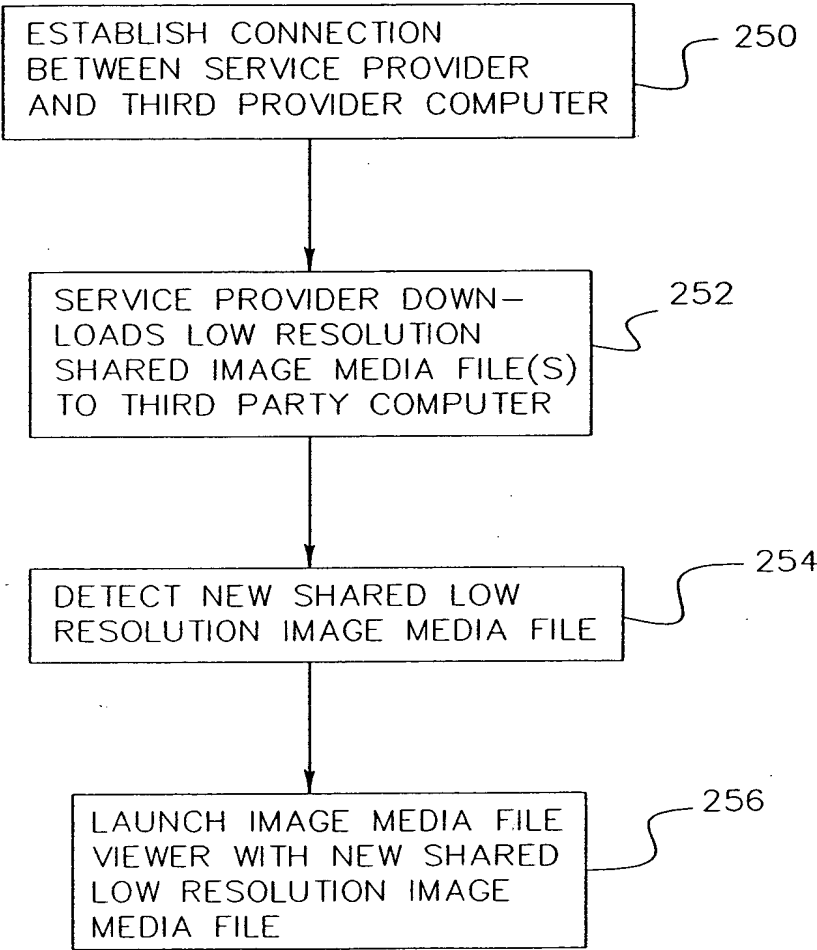 ESTABLISH CONNECTION
BETWEEN SERVICE PROVIDER
AND THIRD PROVIDER COMPUTER
250
SERVICE PROVIDER DOWN-
LOADS LOW RESOLUTION
SHARED IMAGE MEDIA FILE(S)
TO THIRD PARTY COMPUTER
252
DETECT NEW SHARED LOW
RESOLUTION IMAGE MEDIA FILE
254
LAUNCH IMAGE MEDIA FILE
VIEWER WITH NEW SHARED
LOW RESOLUTION IMAGE
MEDIA FILE
256